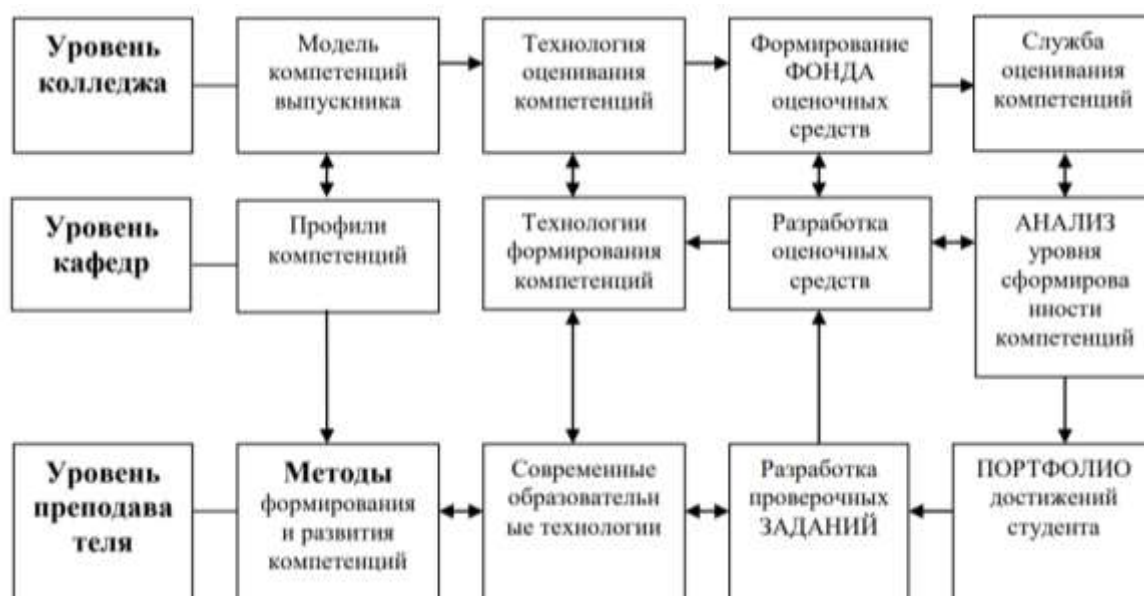 Уровень
колледжа
Модель
компетенций
выпускника
Технология
оценивания
компетенций
Формирование
ФОНДА
оценочных
средств
Служба
оценивания
компетенций
Уровень
кафедр
Профили
компетенций
Технологии
формирования
компетенций
Разработка
оценочных
средств
АНАЛИЗ
уровня
сформирова
нности
компетенций
Уровень
преподава
теля
Методы
формирования
и развития
компетенций
Современные
образовательн
ые технологии
Разработка
проверочных
ЗАДАНИЙ
ПОРТФОЛИО
достижений
студента